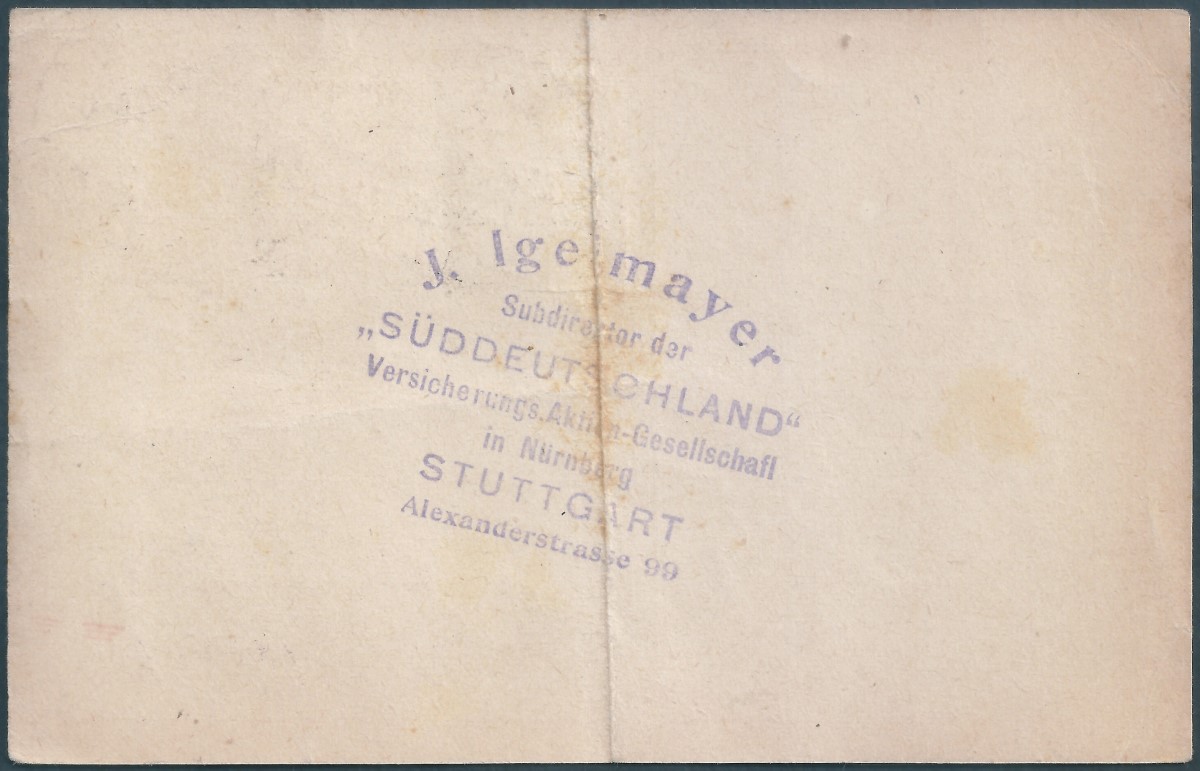 J. Igelmayer
Subdirektor der
„SÜDDEUTSCHLAND“
Versicherungs.Aktien-Gesellschaft
in Nürnberg
STUTTGART
Alexanderstrasse 99